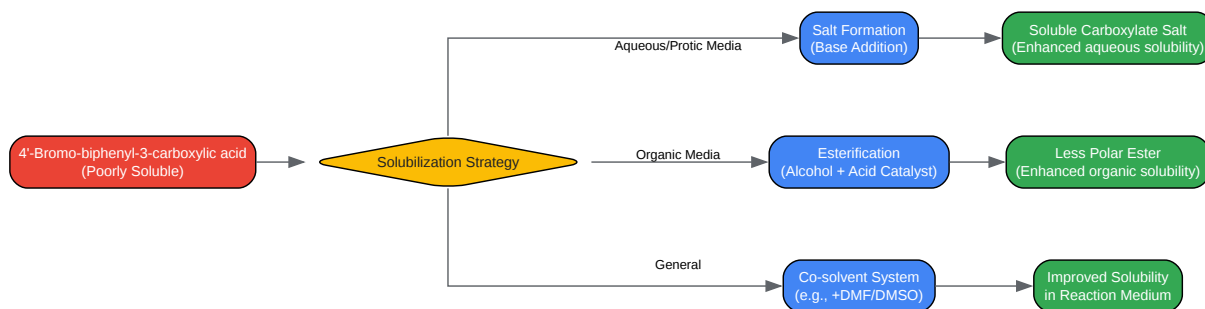 4'-Bromo-biphenyl-3-carboxylic acid
(Poorly Soluble)
Solubilization Strategy
Aqueous/Protic Media
Salt Formation
(Base Addition)
Soluble Carboxylate Salt
(Enhanced aqueous solubility)
Organic Media
Esterification
(Alcohol + Acid Catalyst)
Less Polar Ester
(Enhanced organic solubility)
General
Co-solvent System
(e.g., +DMF/DMSO)
Improved Solubility
in Reaction Medium